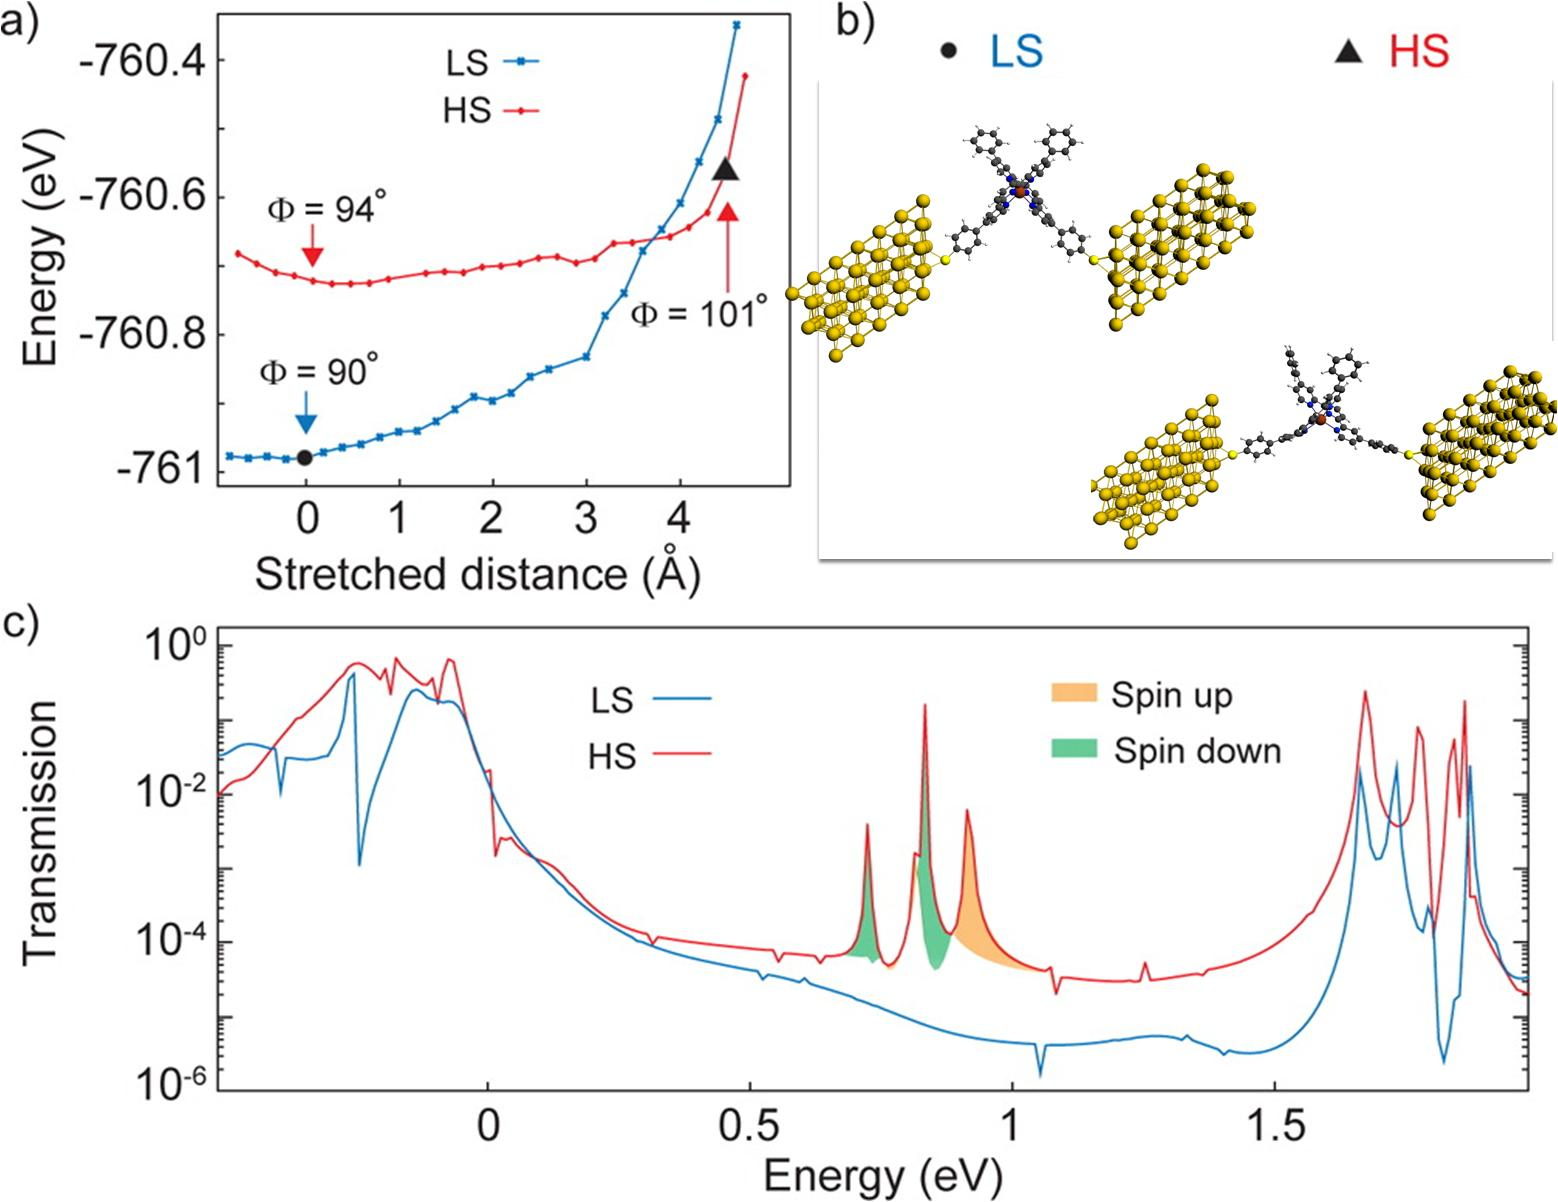 a)
Energy (eV)
-760.4
-760.6
-760.8
-761
LS
HS
Φ = 94°
Φ = 101°
Φ = 90°
0 1 2 3 4
Stretched distance (Å)
b)
LS
HS
c)
Transmission
10⁰
10⁻²
10⁻⁴
10⁻⁶
LS
HS
Spin up
Spin down
0 0.5 1 1.5
Energy (eV)